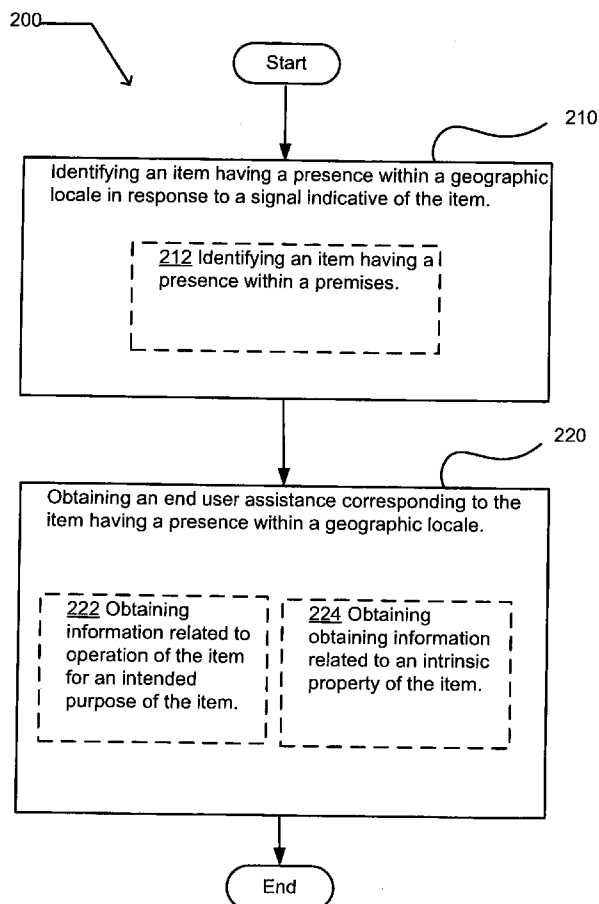 200
Start
210
Identifying an item having a presence within a geographic
locale in response to a signal indicative of the item.
212 Identifying an item having a
presence within a premises.
220
Obtaining an end user assistance corresponding to the
item having a presence within a geographic locale.
222 Obtaining
information related to
operation of the item
for an intended
purpose of the item.
224 Obtaining
obtaining information
related to an intrinsic
property of the item.
End